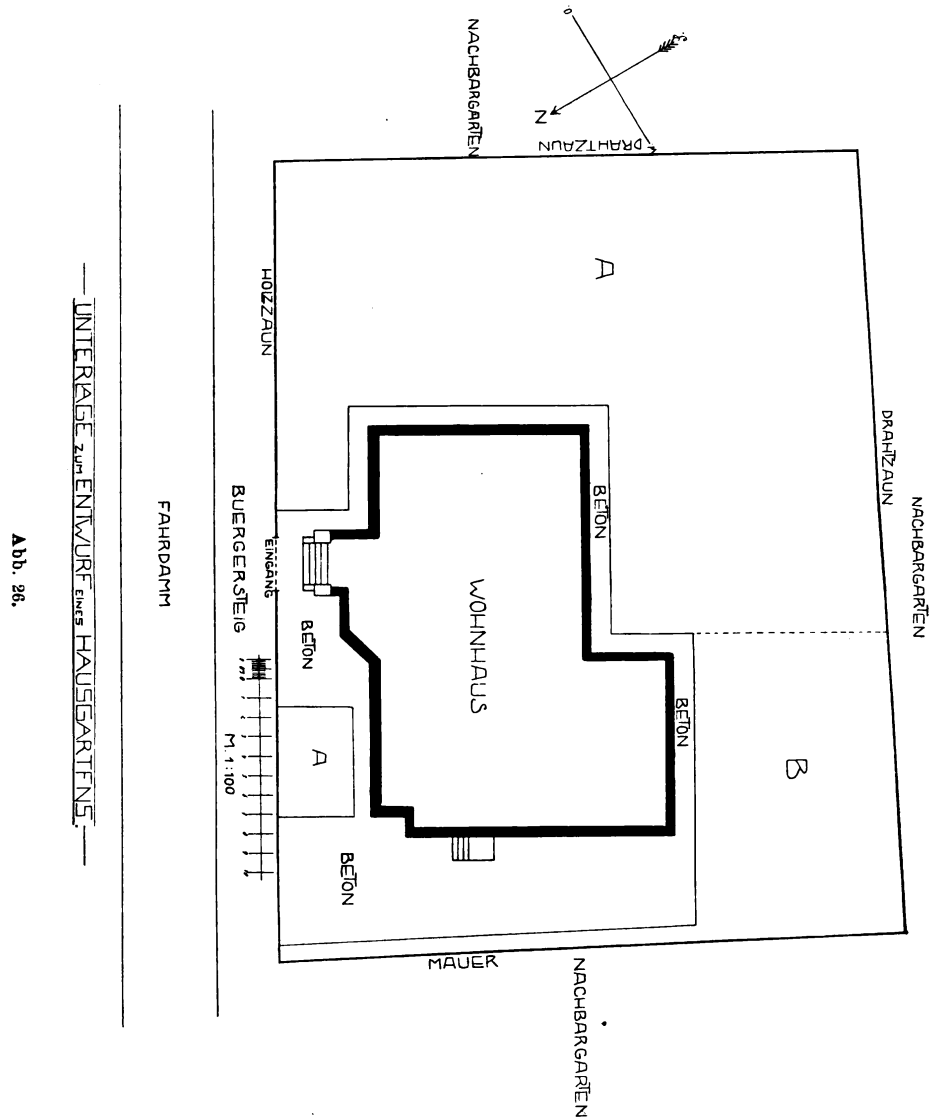 NACHBARGARTEN
O.
Z
DRAHTZAUN
HOLZZAUN
A
DRAHTZAUN
NACHBARGARTEN
BETON
WOHNHAUS
BETON
B
EINGANG
BUERGERSTEIG
FAHRDAMM
BETON
A
M. 1:100
BETON
MAUER
NACHBARGARTEN
UNTERLAGE ZUM ENTWURF EINES HAUSGARTENS.
Abb. 26.